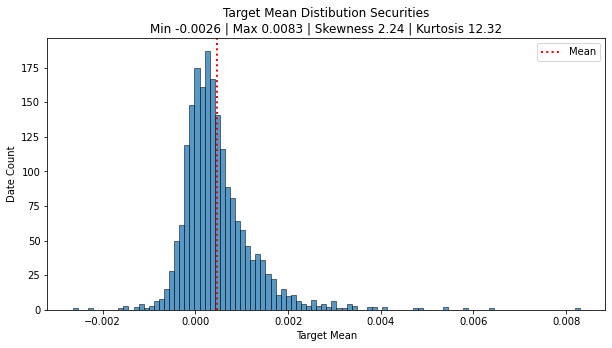 Target Mean Distibution Securities
Min -0.0026 | Max 0.0083 | Skewness 2.24 | Kurtosis 12.32
Mean
175
150
125
100
75
50
25
0
Date Count
−0.002
0.000
0.002
0.004
0.006
0.008
Target Mean